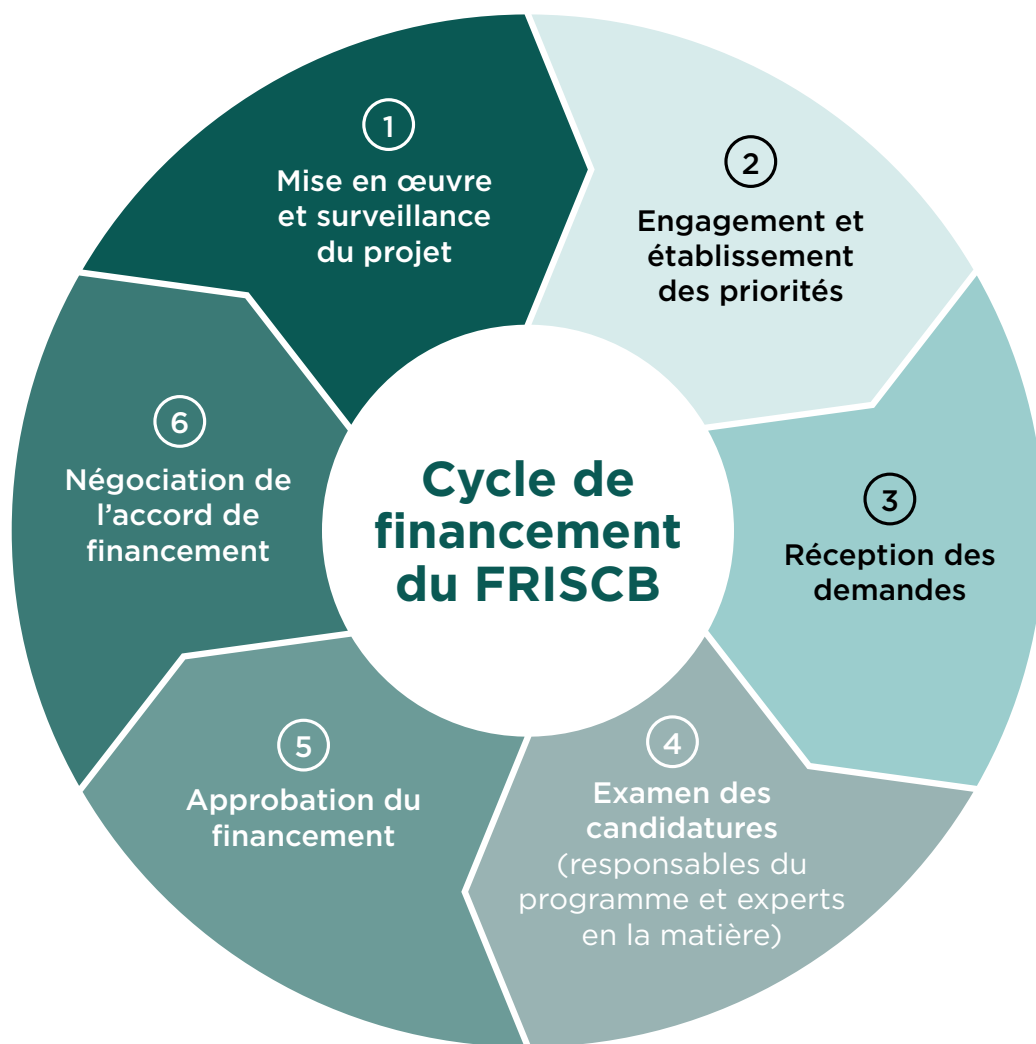 Cycle de
financement
du FRISCB
1
Mise en œuvre
et surveillance
du projet
2
Engagement et
établissement
des priorités
3
Réception des
demandes
4
Examen des
candidatures
(responsables du
programme et experts
en la matière)
5
Approbation du
financement
6
Négociation de
l’accord de
financement